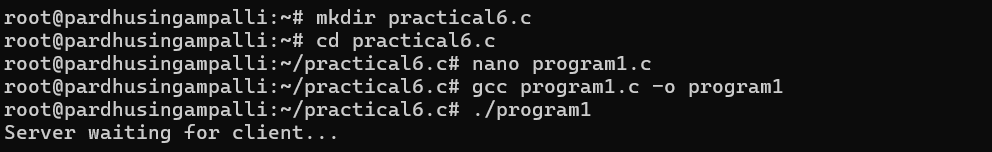 root@pardhusingampalli:~# mkdir practical6.c
root@pardhusingampalli:~# cd practical6.c
root@pardhusingampalli:~/practical6.c# nano program1.c
root@pardhusingampalli:~/practical6.c# gcc program1.c -o program1
root@pardhusingampalli:~/practical6.c# ./program1
Server waiting for client...